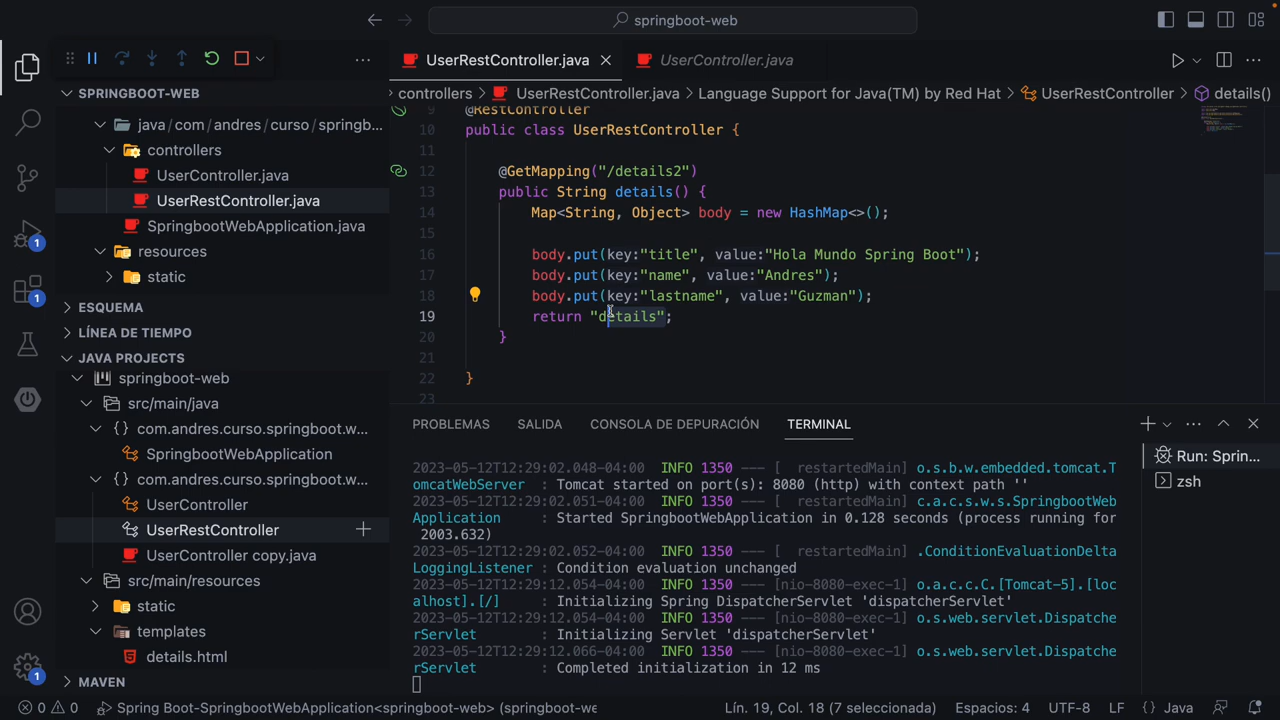 springboot-web
UserRestController.java
UserController.java
controllers > UserRestController.java > Language Support for Java(TM) by Red Hat > UserRestController > details()
SPRINGBOOT-WEB
java/com/andres/curso/springb...
controllers
UserController.java
UserRestController.java
SpringbootWebApplication.java
resources
static
ESQUEMA
LÍNEA DE TIEMPO
JAVA PROJECTS
springboot-web
src/main/java
{} com.andres.curso.springboot.w...
SpringbootWebApplication
{} com.andres.curso.springboot.w...
UserController
UserRestController
UserController copy.java
src/main/resources
static
templates
details.html
MAVEN
1
1
1
9 @RestController
10 public class UserRestController {
11
12 @GetMapping("/details2")
13 public String details() {
14 Map<String, Object> body = new HashMap<>();
15
16 body.put(key:"title", value:"Hola Mundo Spring Boot");
17 body.put(key:"name", value:"Andres");
18 body.put(key:"lastname", value:"Guzman");
19 return "details";
20 }
21
22 }
23
PROBLEMAS SALIDA CONSOLA DE DEPURACIÓN TERMINAL
2023-05-12T12:29:02.048-04:00 INFO 1350 --- [ restartedMain] o.s.b.w.embedded.tomcat.T
omcatWebServer : Tomcat started on port(s): 8080 (http) with context path ''
2023-05-12T12:29:02.051-04:00 INFO 1350 --- [ restartedMain] c.a.c.s.w.s.SpringbootWeb
Application : Started SpringbootWebApplication in 0.128 seconds (process running for
2003.632)
2023-05-12T12:29:02.052-04:00 INFO 1350 --- [ restartedMain] .ConditionEvaluationDelta
LoggingListener : Condition evaluation unchanged
2023-05-12T12:29:12.054-04:00 INFO 1350 --- [nio-8080-exec-1] o.a.c.c.C.[Tomcat-5].[loc
alhost].[/] : Initializing Spring DispatcherServlet 'dispatcherServlet'
2023-05-12T12:29:12.054-04:00 INFO 1350 --- [nio-8080-exec-1] o.s.web.servlet.Dispatche
rServlet : Initializing Servlet 'dispatcherServlet'
2023-05-12T12:29:12.066-04:00 INFO 1350 --- [nio-8080-exec-1] o.s.web.servlet.Dispatche
rServlet : Completed initialization in 12 ms
Run: Sprin...
zsh
0 0 Spring Boot-SpringbootWebApplication<springboot-web> (springboot-we Lín. 19, Col. 18 (7 seleccionada) Espacios: 4 UTF-8 LF {} Java